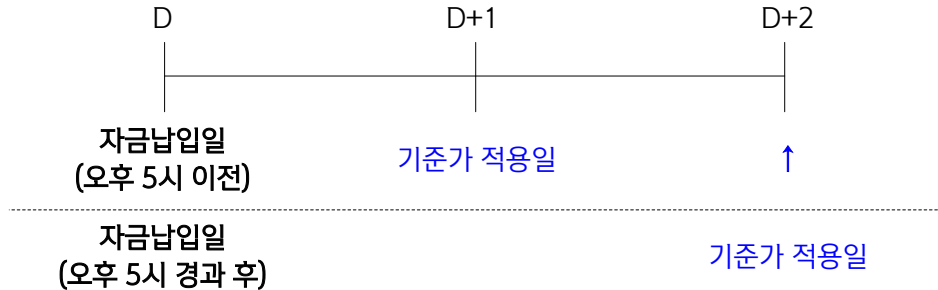 D D+1 D+2
자금납입일
(오후 5시 이전)
기준가 적용일
↑
자금납입일
(오후 5시 경과 후)
기준가 적용일